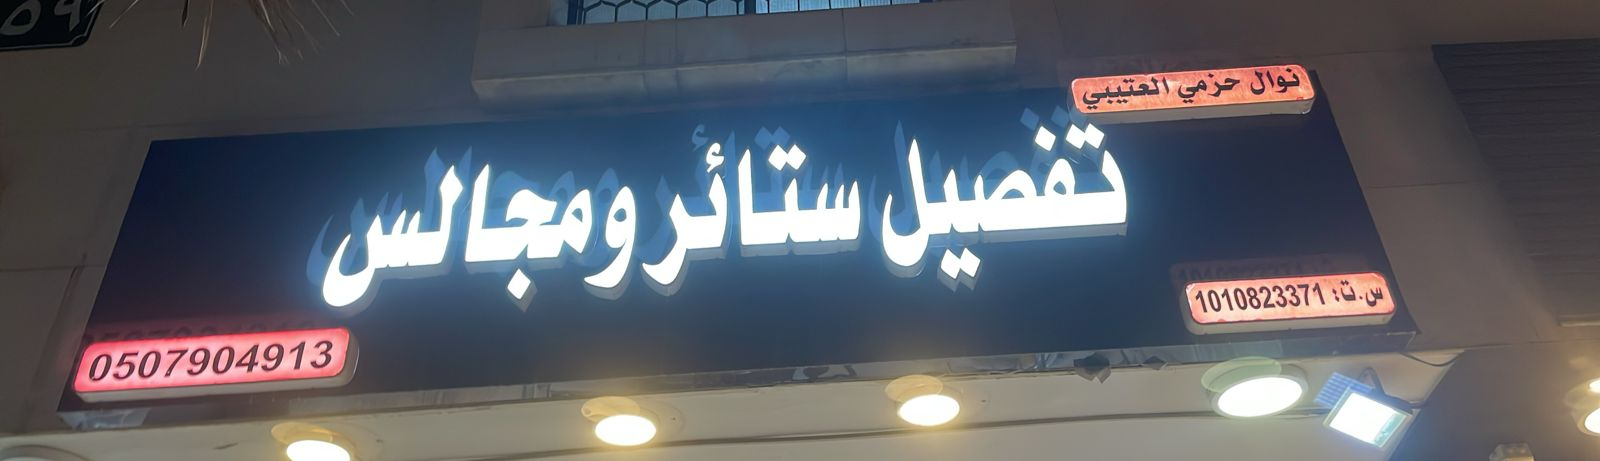 نوال حزمي العتيبي
تفصيل ستائر ومجالس
س.ت: 1010823371
0507904913